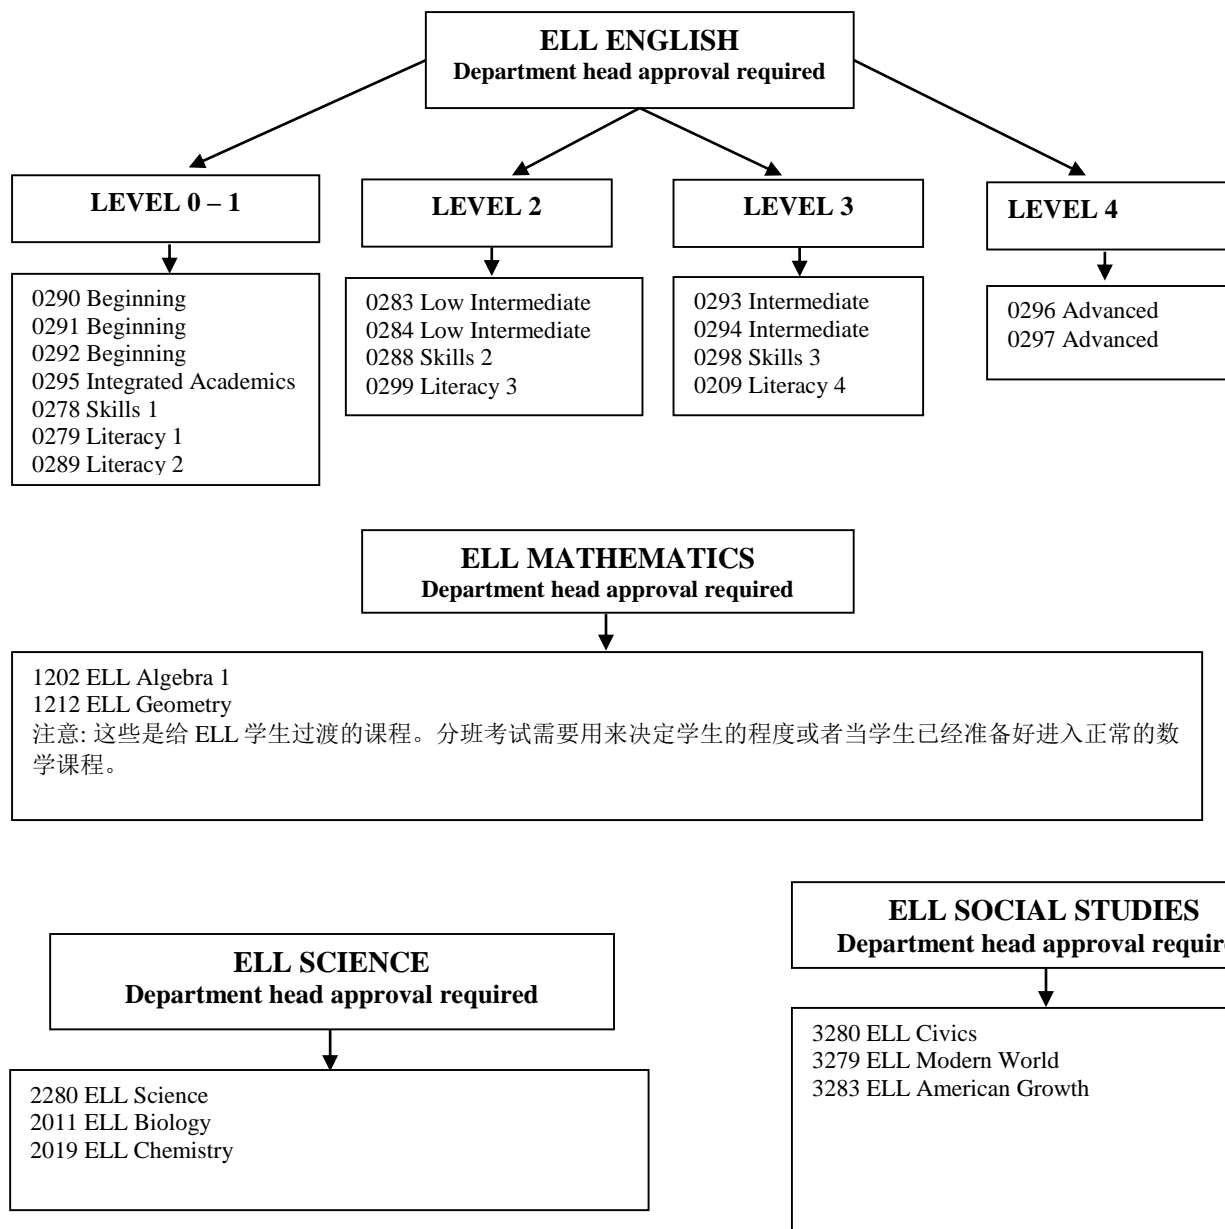 ELL ENGLISH
Department head approval required
LEVEL 0 – 1
LEVEL 2
LEVEL 3
LEVEL 4
0290 Beginning
0291 Beginning
0292 Beginning
0295 Integrated Academics
0278 Skills 1
0279 Literacy 1
0289 Literacy 2
0283 Low Intermediate
0284 Low Intermediate
0288 Skills 2
0299 Literacy 3
0293 Intermediate
0294 Intermediate
0298 Skills 3
0209 Literacy 4
0296 Advanced
0297 Advanced
ELL MATHEMATICS
Department head approval required
1202 ELL Algebra 1
1212 ELL Geometry
注意: 这些是给 ELL 学生过渡的课程。分班考试需要用来决定学生的程度或者当学生已经准备好进入正常的数
学课程。
ELL SCIENCE
Department head approval required
2280 ELL Science
2011 ELL Biology
2019 ELL Chemistry
ELL SOCIAL STUDIES
Department head approval require
3280 ELL Civics
3279 ELL Modern World
3283 ELL American Growth